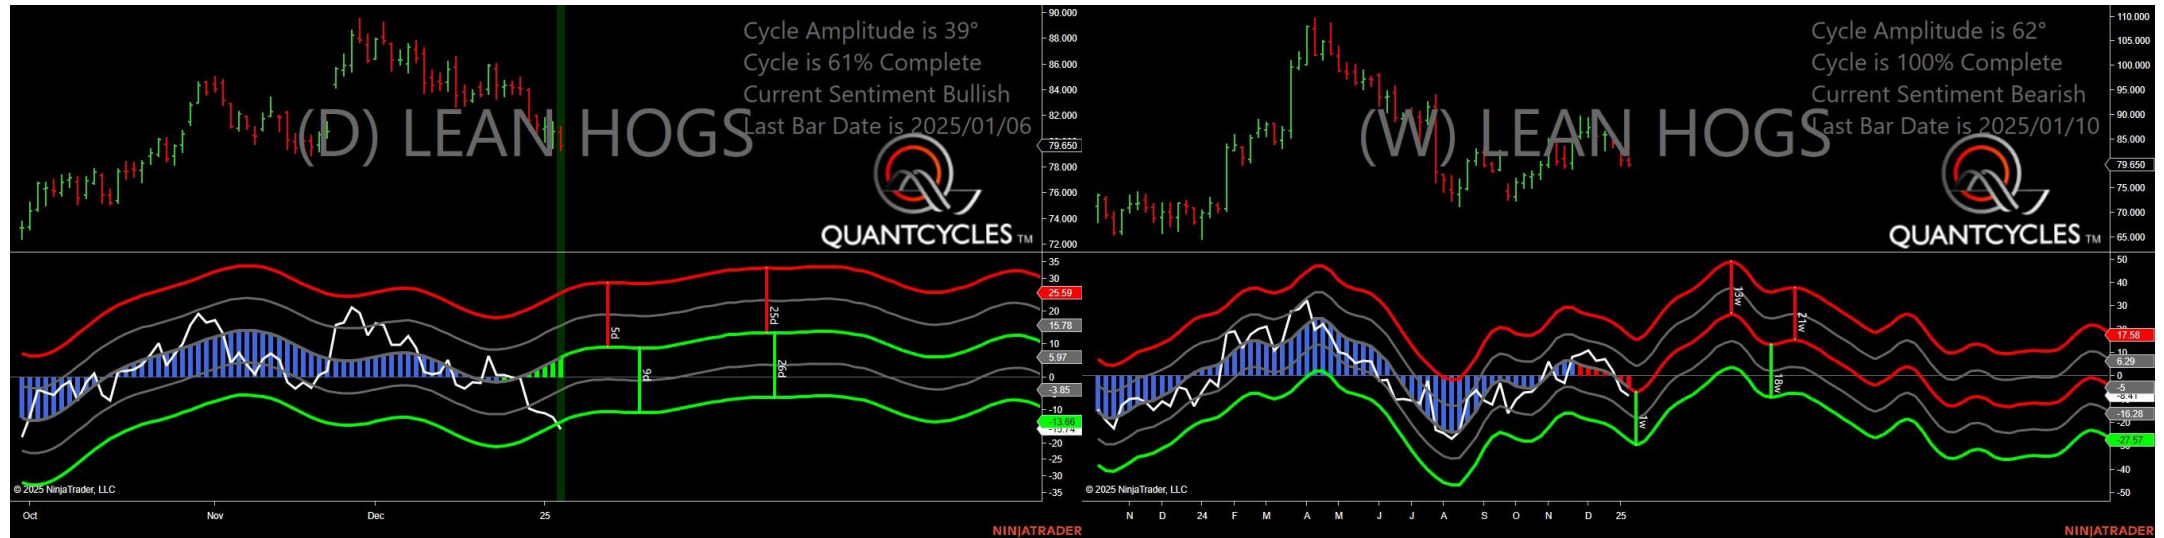 Cycle Amplitude is 39°
Cycle is 61% Complete
Current Sentiment Bullish
Last Bar Date is 2025/01/06
(D) LEAN HOGS
QUANTCYCLES TM
90.000
88.000
86.000
84.000
82.000
79.650
78.000
76.000
74.000
72.000
35
30
25.59
20
15.78
10
5.97
0
-3.85
-10
-13.66
-20
-25
-30
-35
5d
9d
25d
26d
© 2025 NinjaTrader, LLC
Oct
Nov
Dec
25
NINJATRADER
Cycle Amplitude is 62°
Cycle is 100% Complete
Current Sentiment Bearish
Last Bar Date is 2025/01/10
(W) LEAN HOGS
QUANTCYCLES TM
110.000
105.000
100.000
95.000
90.000
85.000
79.650
75.000
70.000
65.000
50
40
30
17.58
10
6.29
0
-5
-8.41
-16.28
-20
-27.57
-40
-50
1w
13w
18w
21w
© 2025 NinjaTrader, LLC
N
D
24
F
M
A
M
J
J
A
S
O
N
D
25
NINJATRADER